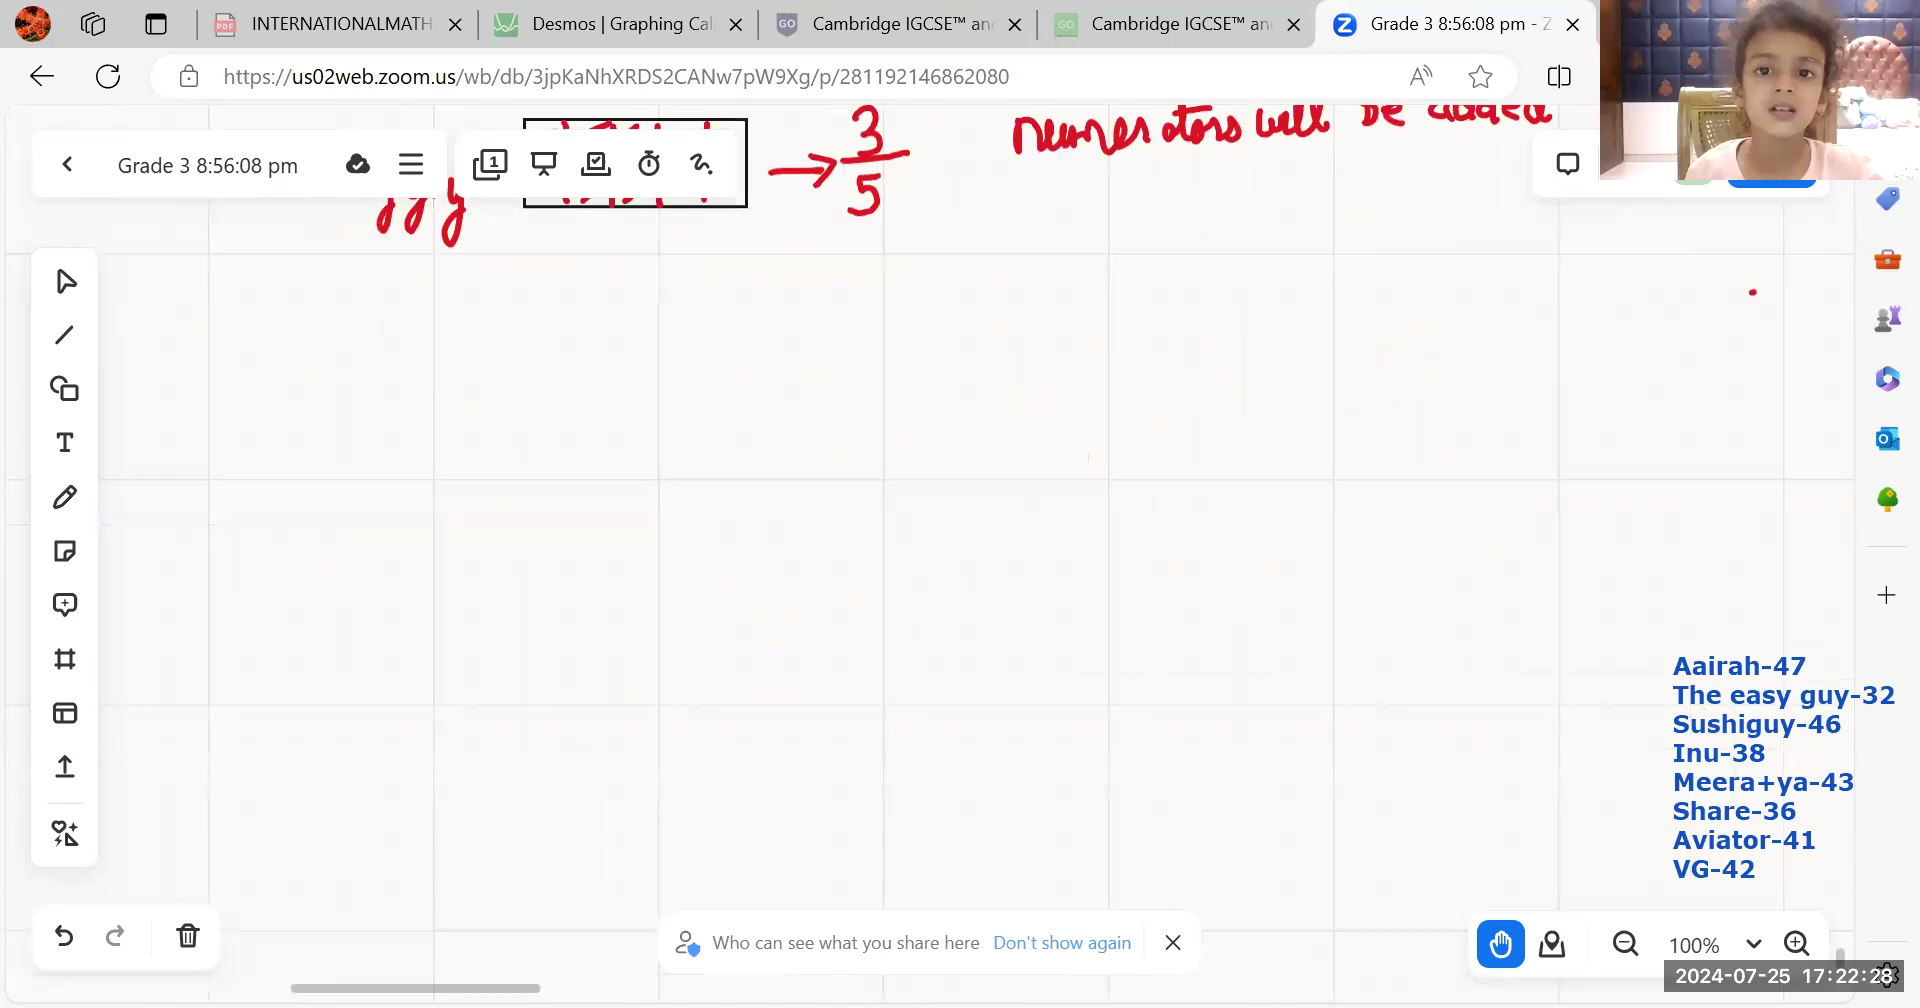 INTERNATIONALMATH
Desmos | Graphing Cal
Cambridge IGCSE™ an
Cambridge IGCSE™ an
Grade 3 8:56:08 pm - Z
https://us02web.zoom.us/wb/db/3jpKaNhXRDS2CANw7pW9Xg/p/281192146862080
numerators will be added
Grade 3 8:56:08 pm
1
3
5
T
Aairah-47
The easy guy-32
Sushiguy-46
Inu-38
Meera+ya-43
Share-36
Aviator-41
VG-42
Who can see what you share here Don't show again
100%
2024-07-25 17:22:28